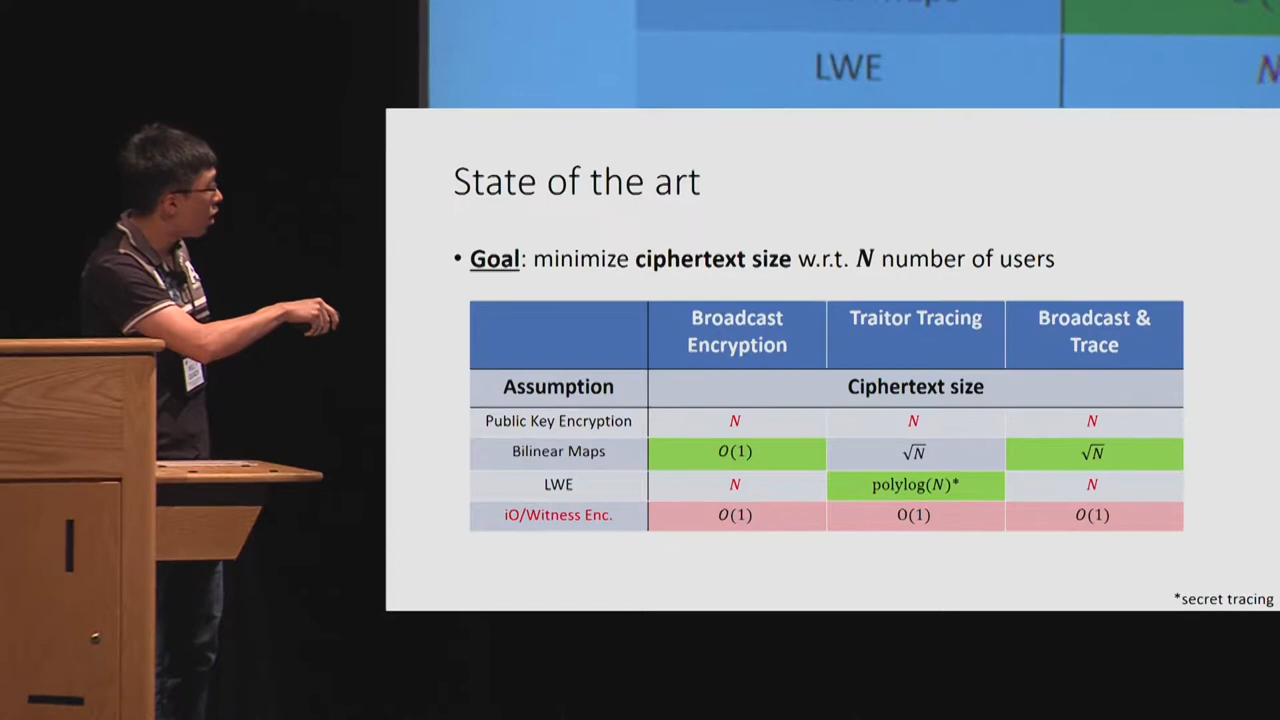 LWE
N
State of the art
• Goal: minimize ciphertext size w.r.t. N number of users
Broadcast Encryption Traitor Tracing Broadcast & Trace
Assumption Ciphertext size
Public Key Encryption N N N
Bilinear Maps O(1) √N √N
LWE N polylog(N)* N
iO/Witness Enc. O(1) O(1) O(1)
*secret tracing